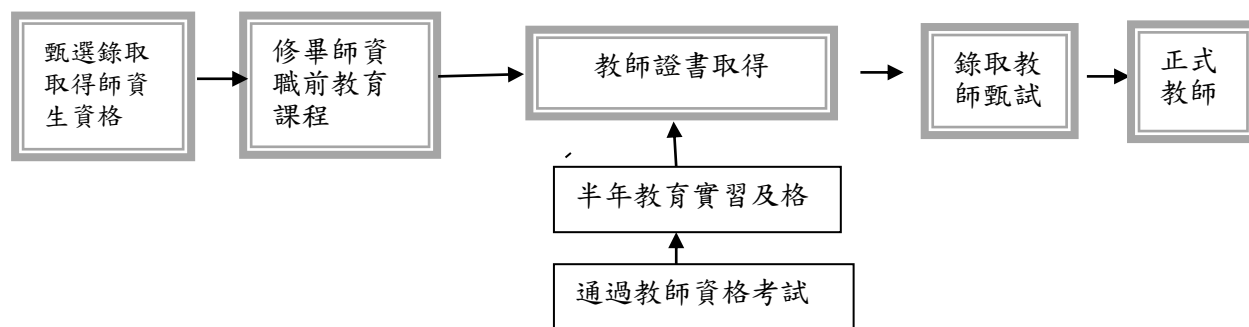 甄選錄取
取得師資
生資格
修畢師資
職前教育
課程
教師證書取得
錄取教
師甄試
正式
教師
半年教育實習及格
通過教師資格考試